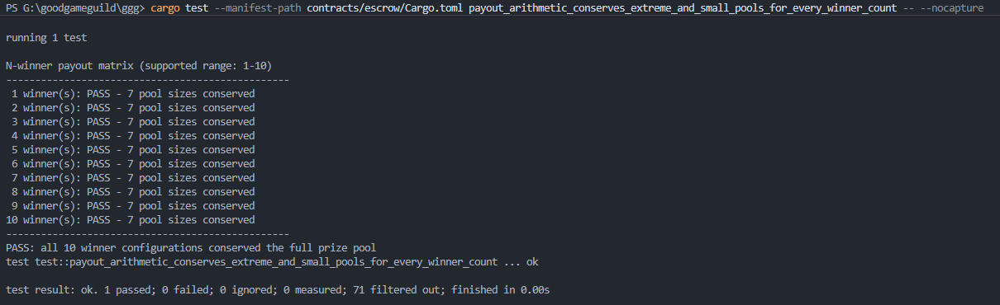 PS G:\goodgameguild\ggg> cargo test --manifest-path contracts/escrow/Cargo.toml payout_arithmetic_conserves_extreme_and_small_pools_for_every_winner_count -- --nocapture
running 1 test
N-winner payout matrix (supported range: 1-10)
-------------------------------------------------
 1 winner(s): PASS - 7 pool sizes conserved
 2 winner(s): PASS - 7 pool sizes conserved
 3 winner(s): PASS - 7 pool sizes conserved
 4 winner(s): PASS - 7 pool sizes conserved
 5 winner(s): PASS - 7 pool sizes conserved
 6 winner(s): PASS - 7 pool sizes conserved
 7 winner(s): PASS - 7 pool sizes conserved
 8 winner(s): PASS - 7 pool sizes conserved
 9 winner(s): PASS - 7 pool sizes conserved
10 winner(s): PASS - 7 pool sizes conserved
-------------------------------------------------
PASS: all 10 winner configurations conserved the full prize pool
test test::payout_arithmetic_conserves_extreme_and_small_pools_for_every_winner_count ... ok
test result: ok. 1 passed; 0 failed; 0 ignored; 0 measured; 71 filtered out; finished in 0.00s